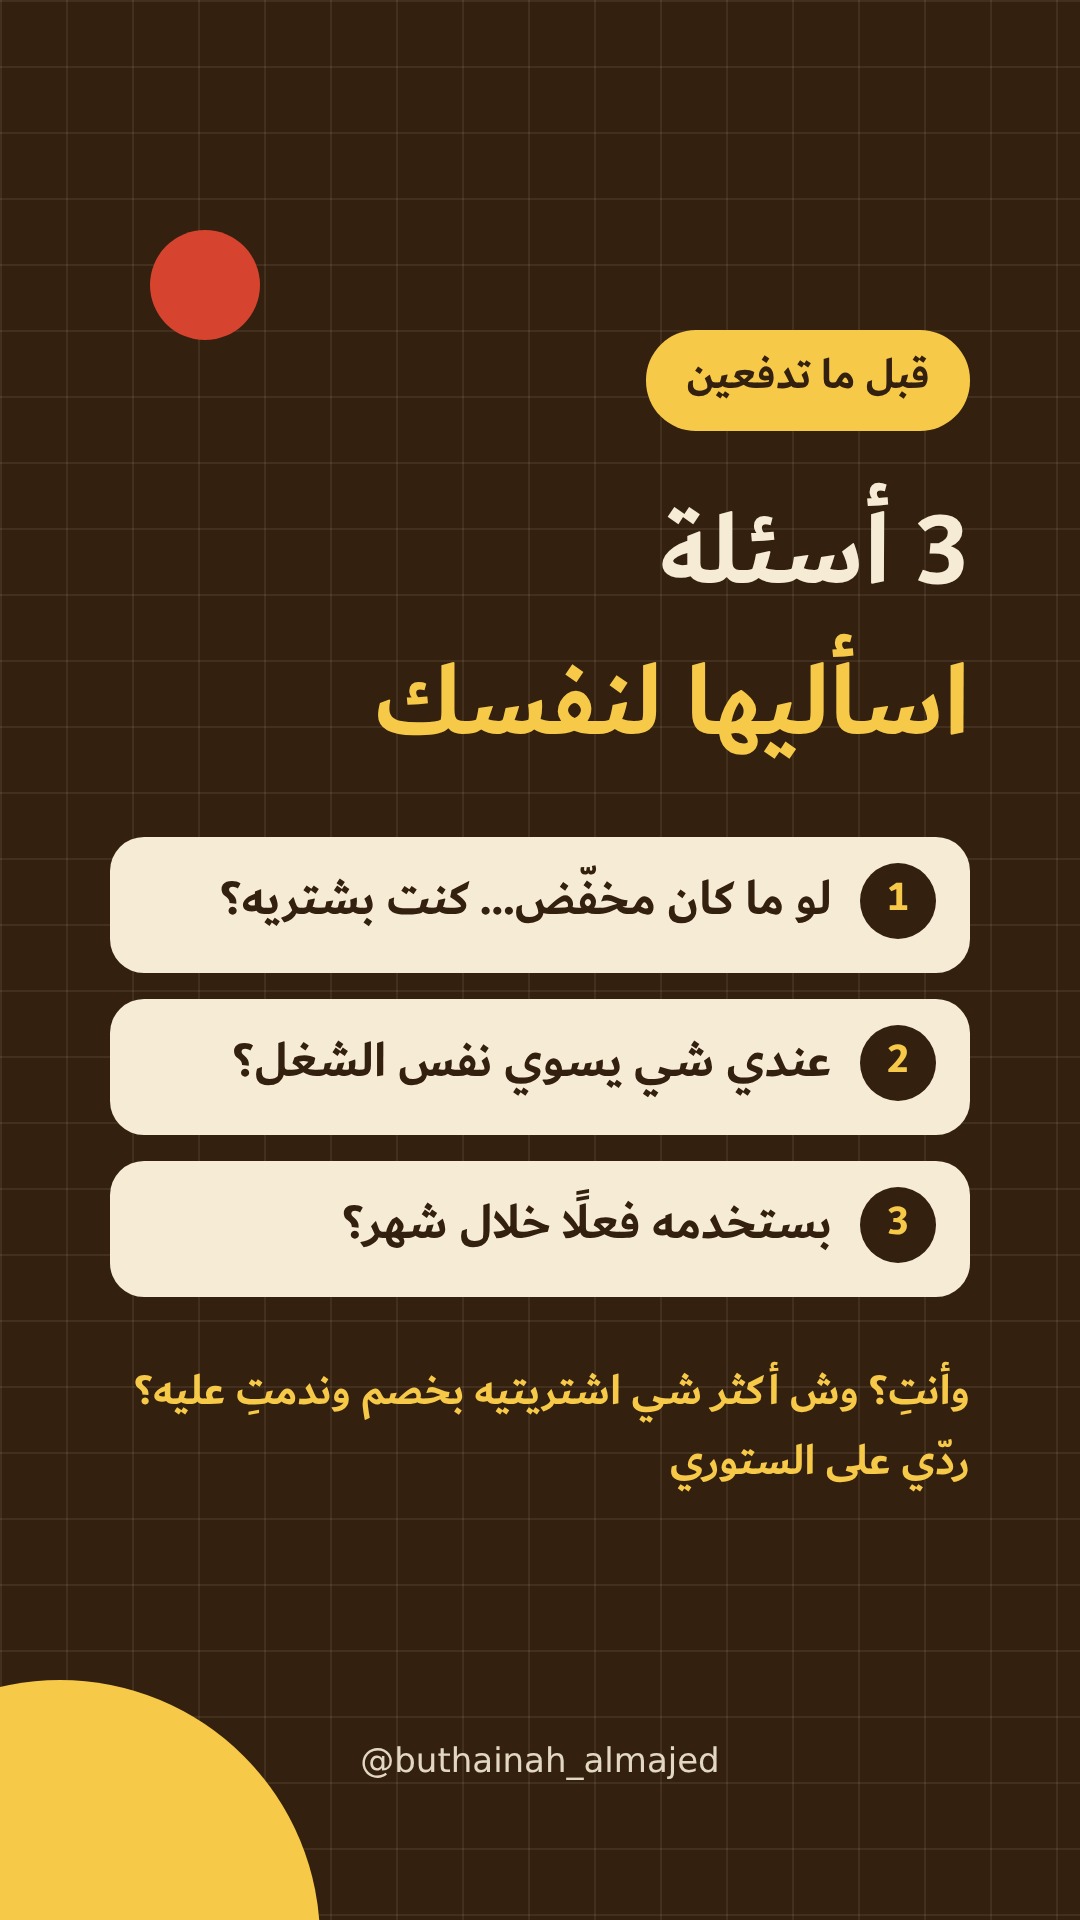 قبل ما تدفعين
3 أسئلة
اسأليها لنفسك
1 لو ما كان مخفّض... كنت بشتريه؟
2 عندي شي يسوي نفس الشغل؟
3 بستخدمه فعلًا خلال شهر؟
وأنتِ؟ وش أكثر شي اشتريتيه بخصم وندمتِ عليه؟
ردّي على الستوري
@buthainah_almajed